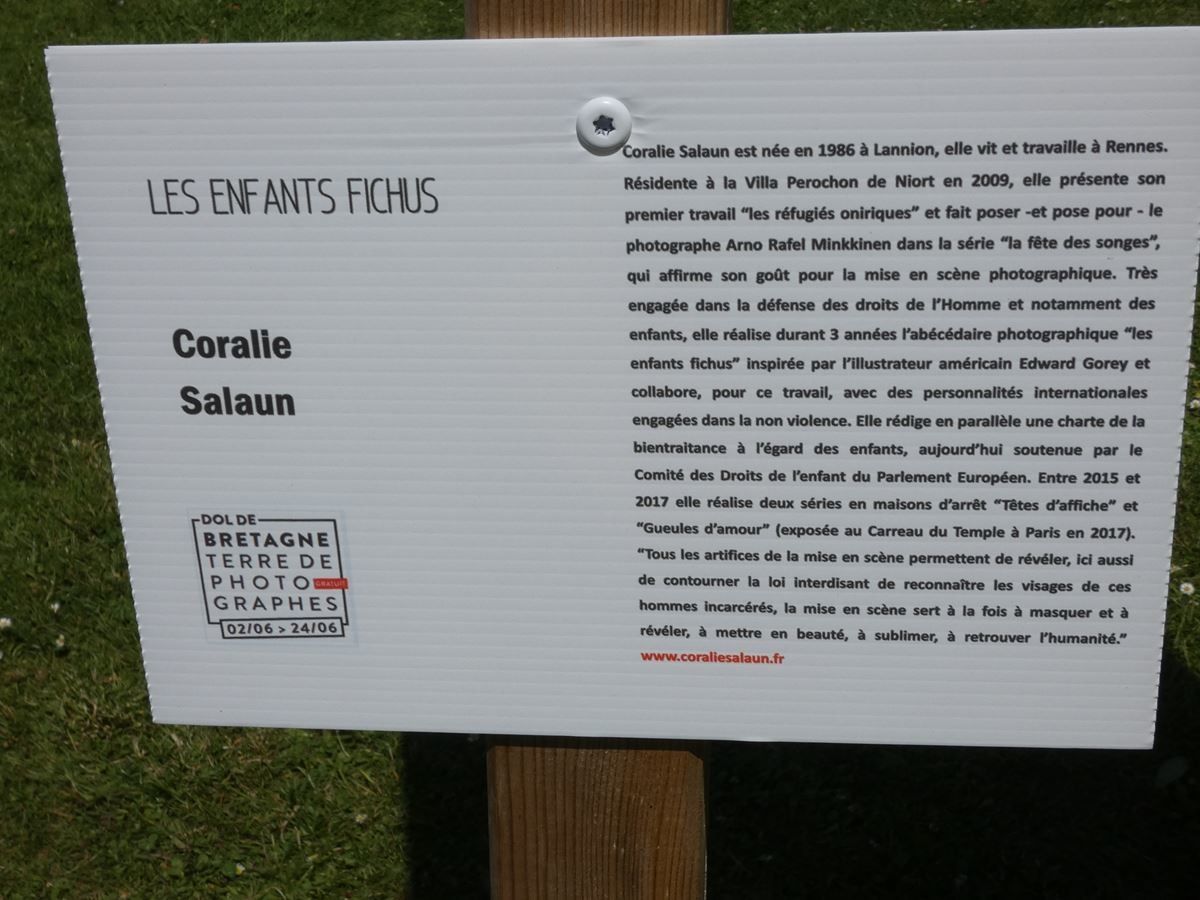 LES ENFANTS FICHUS
Coralie
Salaun
DOL DE
BRETAGNE
TERRE DE
PHOTO GRATUIT
GRAPHES
02/06 > 24/06
Coralie Salaun est née en 1986 à Lannion, elle vit et travaille à Rennes.
Résidente à la Villa Perochon de Niort en 2009, elle présente son
premier travail “les réfugiés oniriques” et fait poser -et pose pour - le
photographe Arno Rafel Minkkinen dans la série “la fête des songes”,
qui affirme son goût pour la mise en scène photographique. Très
engagée dans la défense des droits de l’Homme et notamment des
enfants, elle réalise durant 3 années l’abécédaire photographique “les
enfants fichus” inspirée par l’illustrateur américain Edward Gorey et
collabore, pour ce travail, avec des personnalités internationales
engagées dans la non violence. Elle rédige en parallèle une charte de la
bientraitance à l’égard des enfants, aujourd’hui soutenue par le
Comité des Droits de l’enfant du Parlement Européen. Entre 2015 et
2017 elle réalise deux séries en maisons d’arrêt “Têtes d’affiche” et
“Gueules d’amour” (exposée au Carreau du Temple à Paris en 2017).
“Tous les artifices de la mise en scène permettent de révéler, ici aussi
de contourner la loi interdisant de reconnaître les visages de ces
hommes incarcérés, la mise en scène sert à la fois à masquer et à
révéler, à mettre en beauté, à sublimer, à retrouver l’humanité.”
www.coraliesalaun.fr